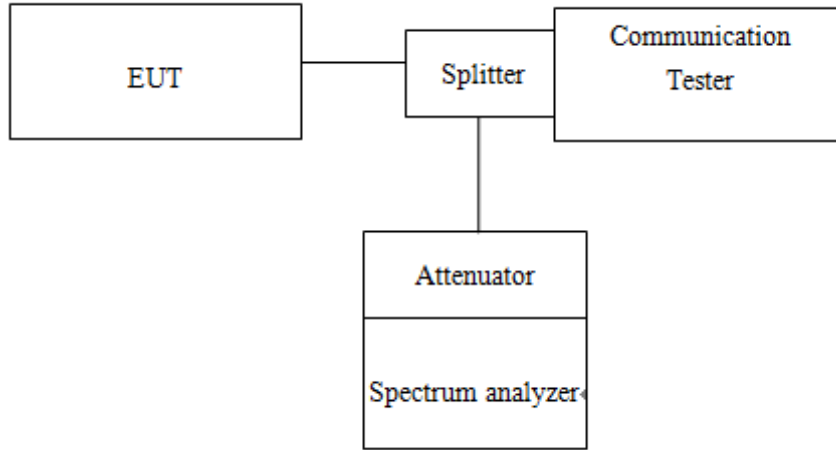 EUT
Splitter
Communication
Tester
Attenuator
Spectrum analyzer